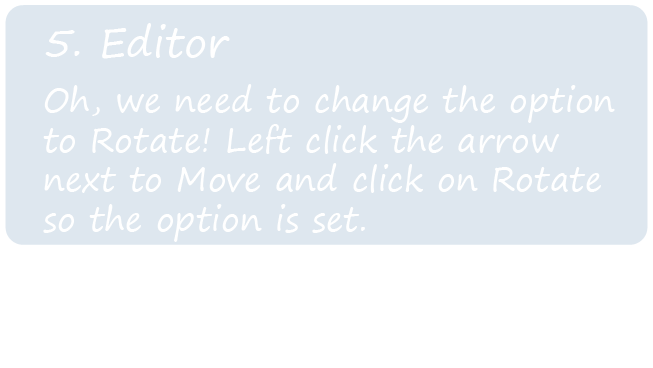 5. Editor
Oh, we need to change the option
to Rotate! Left click the arrow
next to Move and click on Rotate
so the option is set.